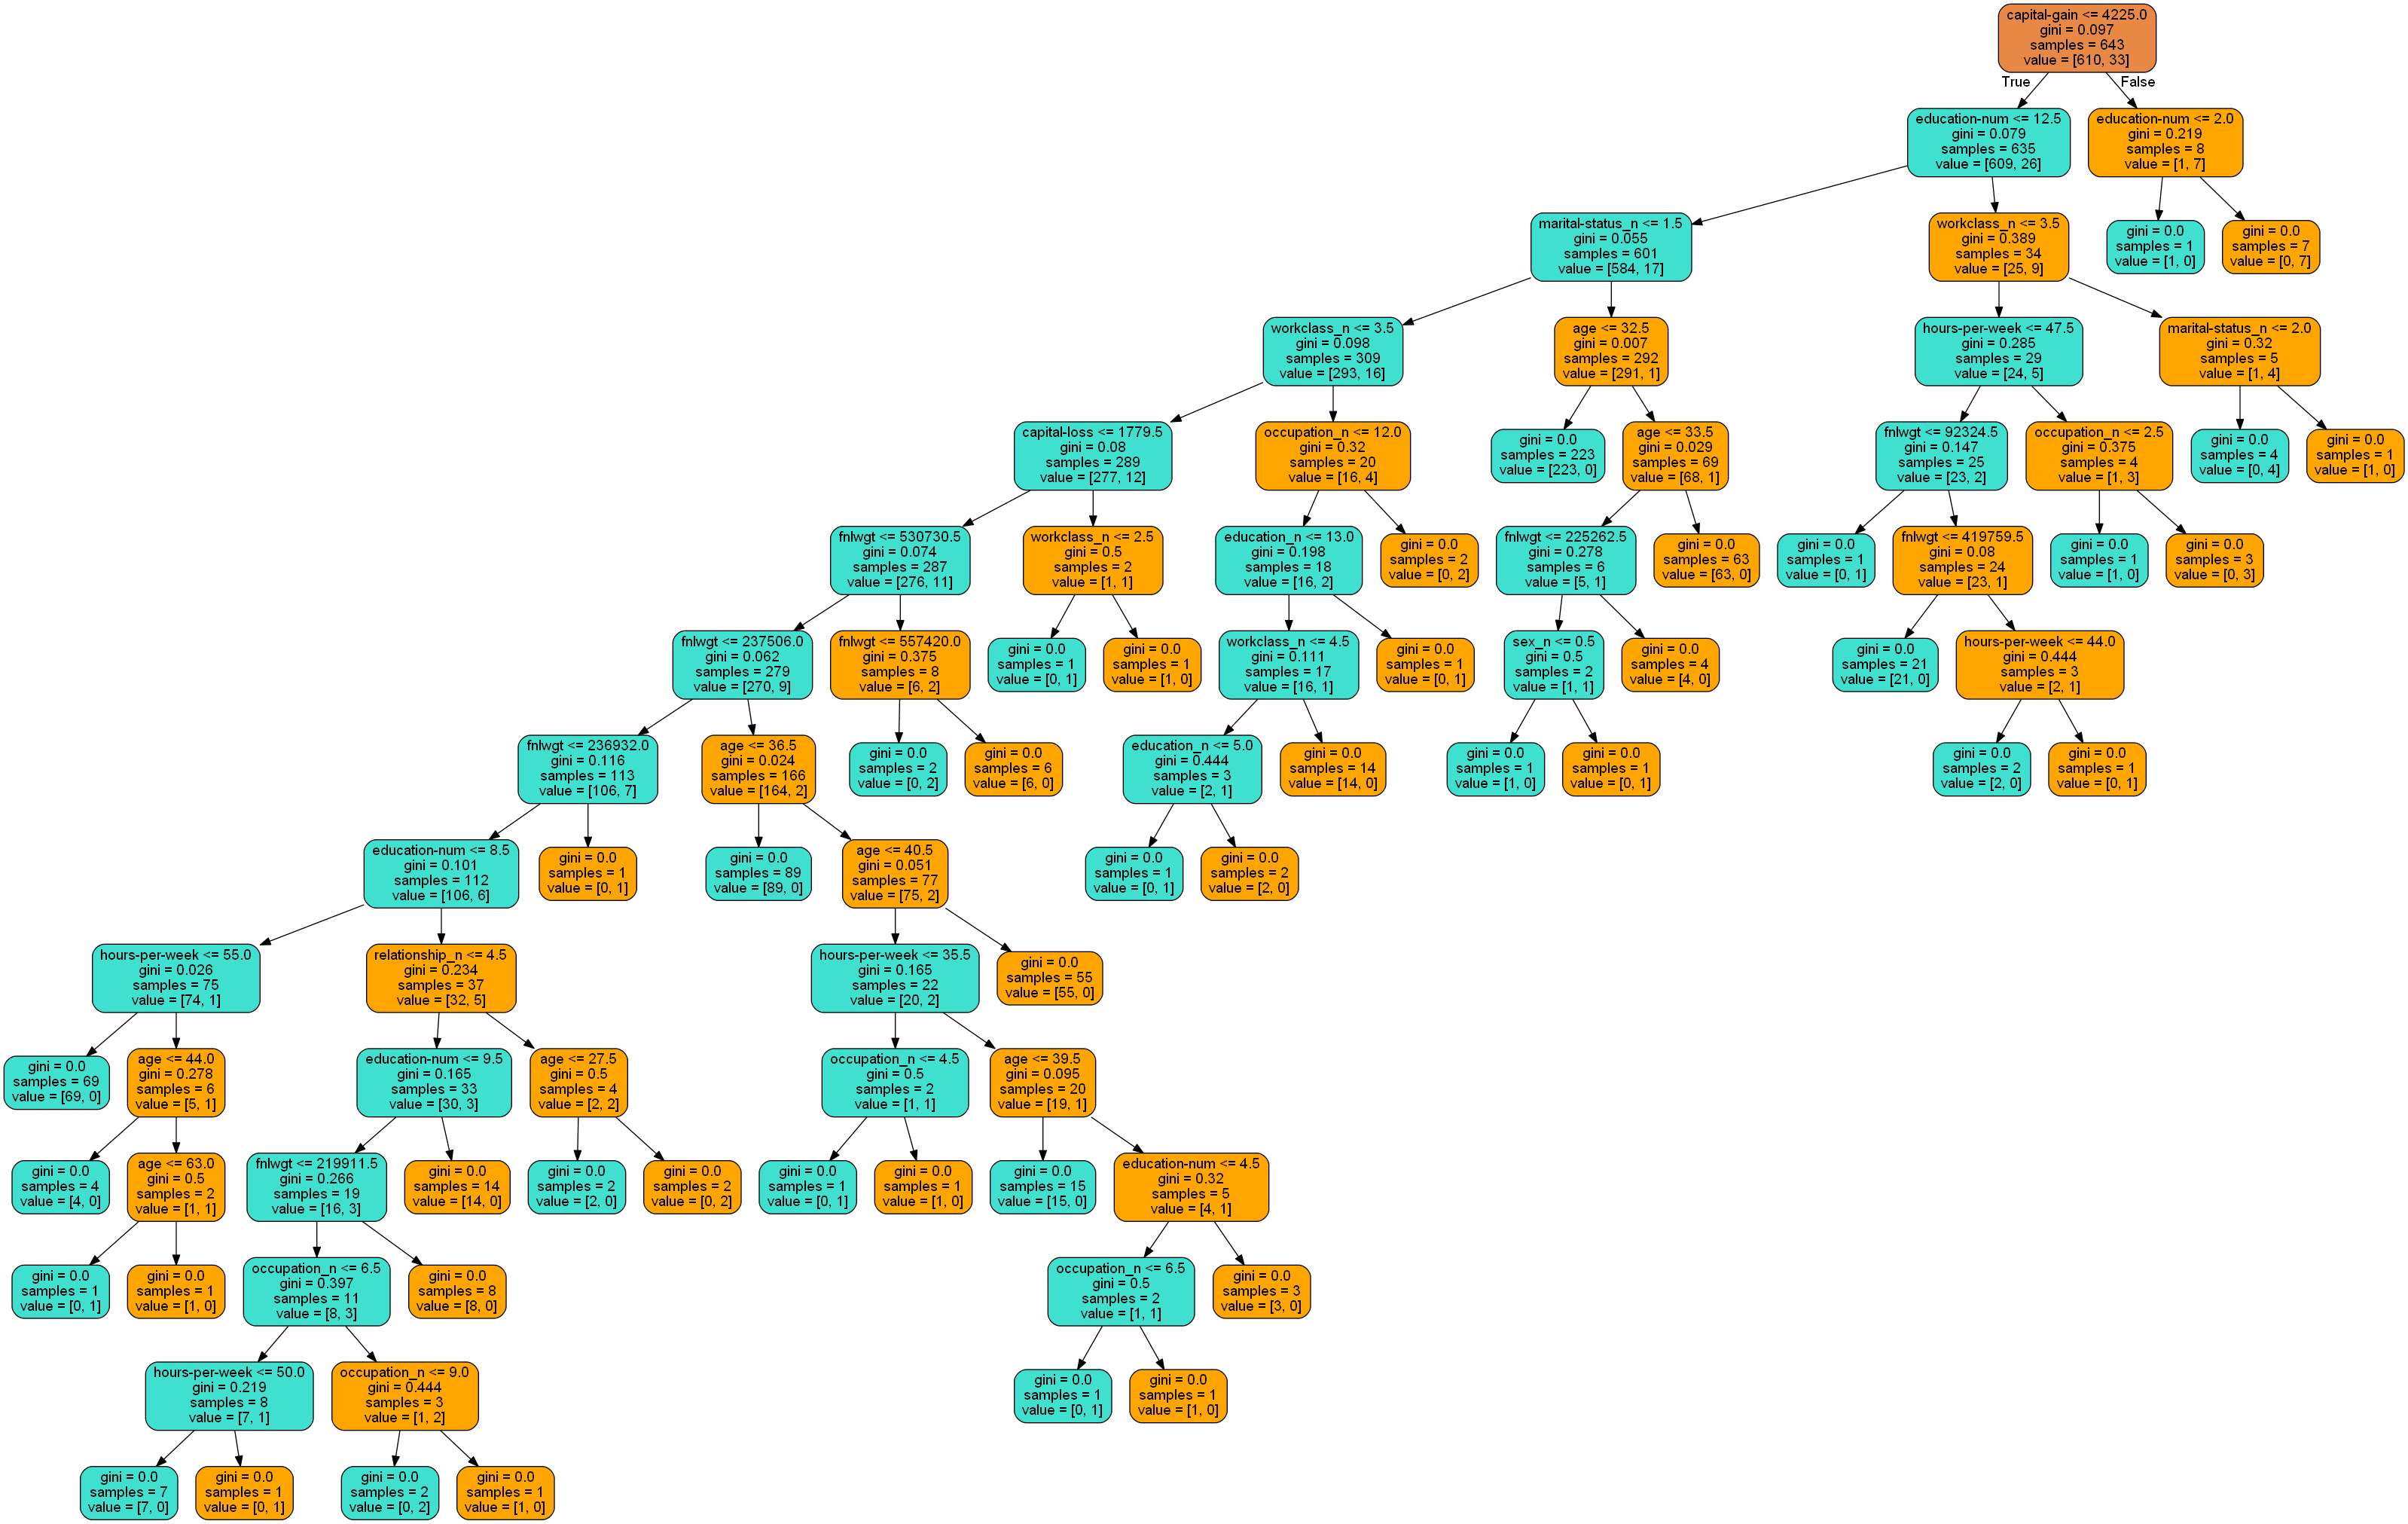 capital-gain <= 4225.0
gini = 0.097
samples = 643
value = [610, 33]
True
False
education-num <= 12.5
gini = 0.079
samples = 635
value = [609, 26]
education-num <= 2.0
gini = 0.219
samples = 8
value = [1, 7]
marital-status_n <= 1.5
gini = 0.055
samples = 601
value = [584, 17]
workclass_n <= 3.5
gini = 0.389
samples = 34
value = [25, 9]
gini = 0.0
samples = 1
value = [1, 0]
gini = 0.0
samples = 7
value = [0, 7]
workclass_n <= 3.5
gini = 0.098
samples = 309
value = [293, 16]
age <= 32.5
gini = 0.007
samples = 292
value = [291, 1]
hours-per-week <= 47.5
gini = 0.285
samples = 29
value = [24, 5]
marital-status_n <= 2.0
gini = 0.32
samples = 5
value = [1, 4]
capital-loss <= 1779.5
gini = 0.08
samples = 289
value = [277, 12]
occupation_n <= 12.0
gini = 0.32
samples = 20
value = [16, 4]
gini = 0.0
samples = 223
value = [223, 0]
age <= 33.5
gini = 0.029
samples = 69
value = [68, 1]
fnlwgt <= 92324.5
gini = 0.147
samples = 25
value = [23, 2]
occupation_n <= 2.5
gini = 0.375
samples = 4
value = [1, 3]
gini = 0.0
samples = 4
value = [0, 4]
gini = 0.0
samples = 1
value = [1, 0]
fnlwgt <= 530730.5
gini = 0.074
samples = 287
value = [276, 11]
workclass_n <= 2.5
gini = 0.5
samples = 2
value = [1, 1]
education_n <= 13.0
gini = 0.198
samples = 18
value = [16, 2]
gini = 0.0
samples = 2
value = [0, 2]
fnlwgt <= 225262.5
gini = 0.278
samples = 6
value = [5, 1]
gini = 0.0
samples = 63
value = [63, 0]
gini = 0.0
samples = 1
value = [0, 1]
fnlwgt <= 419759.5
gini = 0.08
samples = 24
value = [23, 1]
gini = 0.0
samples = 1
value = [1, 0]
gini = 0.0
samples = 3
value = [0, 3]
fnlwgt <= 237506.0
gini = 0.062
samples = 279
value = [270, 9]
fnlwgt <= 557420.0
gini = 0.375
samples = 8
value = [6, 2]
gini = 0.0
samples = 1
value = [0, 1]
gini = 0.0
samples = 1
value = [1, 0]
workclass_n <= 4.5
gini = 0.111
samples = 17
value = [16, 1]
gini = 0.0
samples = 1
value = [0, 1]
sex_n <= 0.5
gini = 0.5
samples = 2
value = [1, 1]
gini = 0.0
samples = 4
value = [4, 0]
gini = 0.0
samples = 21
value = [21, 0]
hours-per-week <= 44.0
gini = 0.444
samples = 3
value = [2, 1]
fnlwgt <= 236932.0
gini = 0.116
samples = 113
value = [106, 7]
age <= 36.5
gini = 0.024
samples = 166
value = [164, 2]
gini = 0.0
samples = 2
value = [0, 2]
gini = 0.0
samples = 6
value = [6, 0]
education_n <= 5.0
gini = 0.444
samples = 3
value = [2, 1]
gini = 0.0
samples = 14
value = [14, 0]
gini = 0.0
samples = 1
value = [1, 0]
gini = 0.0
samples = 1
value = [0, 1]
gini = 0.0
samples = 2
value = [2, 0]
gini = 0.0
samples = 1
value = [0, 1]
education-num <= 8.5
gini = 0.101
samples = 112
value = [106, 6]
gini = 0.0
samples = 1
value = [0, 1]
gini = 0.0
samples = 89
value = [89, 0]
age <= 40.5
gini = 0.051
samples = 77
value = [75, 2]
gini = 0.0
samples = 1
value = [0, 1]
gini = 0.0
samples = 2
value = [2, 0]
hours-per-week <= 55.0
gini = 0.026
samples = 75
value = [74, 1]
relationship_n <= 4.5
gini = 0.234
samples = 37
value = [32, 5]
hours-per-week <= 35.5
gini = 0.165
samples = 22
value = [20, 2]
gini = 0.0
samples = 55
value = [55, 0]
gini = 0.0
samples = 69
value = [69, 0]
age <= 44.0
gini = 0.278
samples = 6
value = [5, 1]
education-num <= 9.5
gini = 0.165
samples = 33
value = [30, 3]
age <= 27.5
gini = 0.5
samples = 4
value = [2, 2]
occupation_n <= 4.5
gini = 0.5
samples = 2
value = [1, 1]
age <= 39.5
gini = 0.095
samples = 20
value = [19, 1]
gini = 0.0
samples = 4
value = [4, 0]
age <= 63.0
gini = 0.5
samples = 2
value = [1, 1]
fnlwgt <= 219911.5
gini = 0.266
samples = 19
value = [16, 3]
gini = 0.0
samples = 14
value = [14, 0]
gini = 0.0
samples = 2
value = [2, 0]
gini = 0.0
samples = 2
value = [0, 2]
gini = 0.0
samples = 1
value = [0, 1]
gini = 0.0
samples = 1
value = [1, 0]
gini = 0.0
samples = 15
value = [15, 0]
education-num <= 4.5
gini = 0.32
samples = 5
value = [4, 1]
gini = 0.0
samples = 1
value = [0, 1]
gini = 0.0
samples = 1
value = [1, 0]
occupation_n <= 6.5
gini = 0.397
samples = 11
value = [8, 3]
gini = 0.0
samples = 8
value = [8, 0]
occupation_n <= 6.5
gini = 0.5
samples = 2
value = [1, 1]
gini = 0.0
samples = 3
value = [3, 0]
hours-per-week <= 50.0
gini = 0.219
samples = 8
value = [7, 1]
occupation_n <= 9.0
gini = 0.444
samples = 3
value = [1, 2]
gini = 0.0
samples = 1
value = [0, 1]
gini = 0.0
samples = 1
value = [1, 0]
gini = 0.0
samples = 7
value = [7, 0]
gini = 0.0
samples = 1
value = [0, 1]
gini = 0.0
samples = 2
value = [0, 2]
gini = 0.0
samples = 1
value = [1, 0]